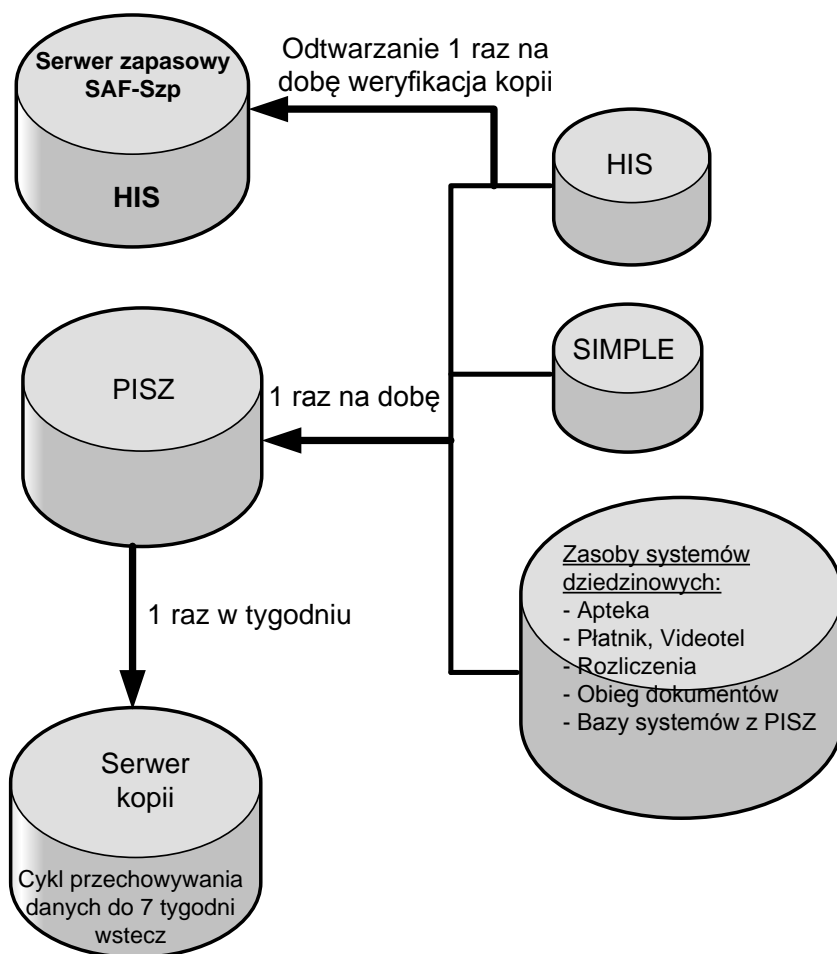 Serwer zapasowy
SAF-Szp
HIS
Odtwarzanie 1 raz na
dobę weryfikacja kopii
HIS
SIMPLE
PISZ
1 raz na dobę
Zasoby systemów
dziedzinowych:
- Apteka
- Płatnik, Videotel
- Rozliczenia
- Obieg dokumentów
- Bazy systemów z PISZ
1 raz w tygodniu
Serwer
kopii
Cykl przechowywania
danych do 7 tygodni
wstecz